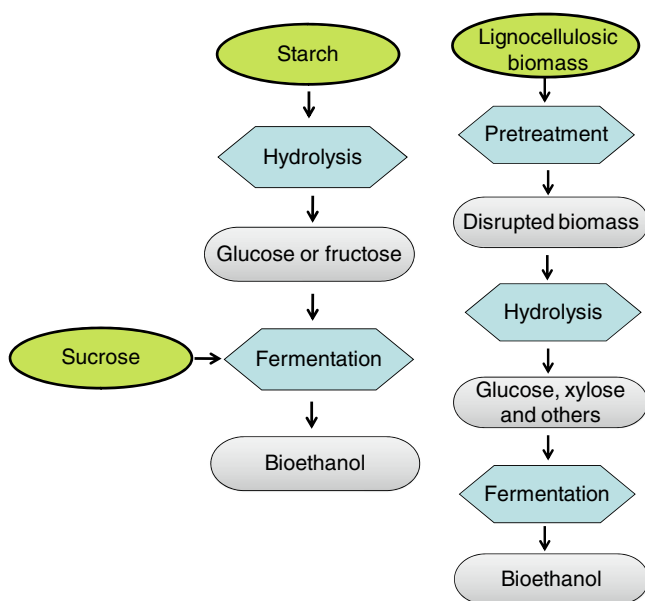 Starch
Hydrolysis
Glucose or fructose
Sucrose
Fermentation
Bioethanol
Lignocellulosic
biomass
Pretreatment
Disrupted biomass
Hydrolysis
Glucose, xylose
and others
Fermentation
Bioethanol